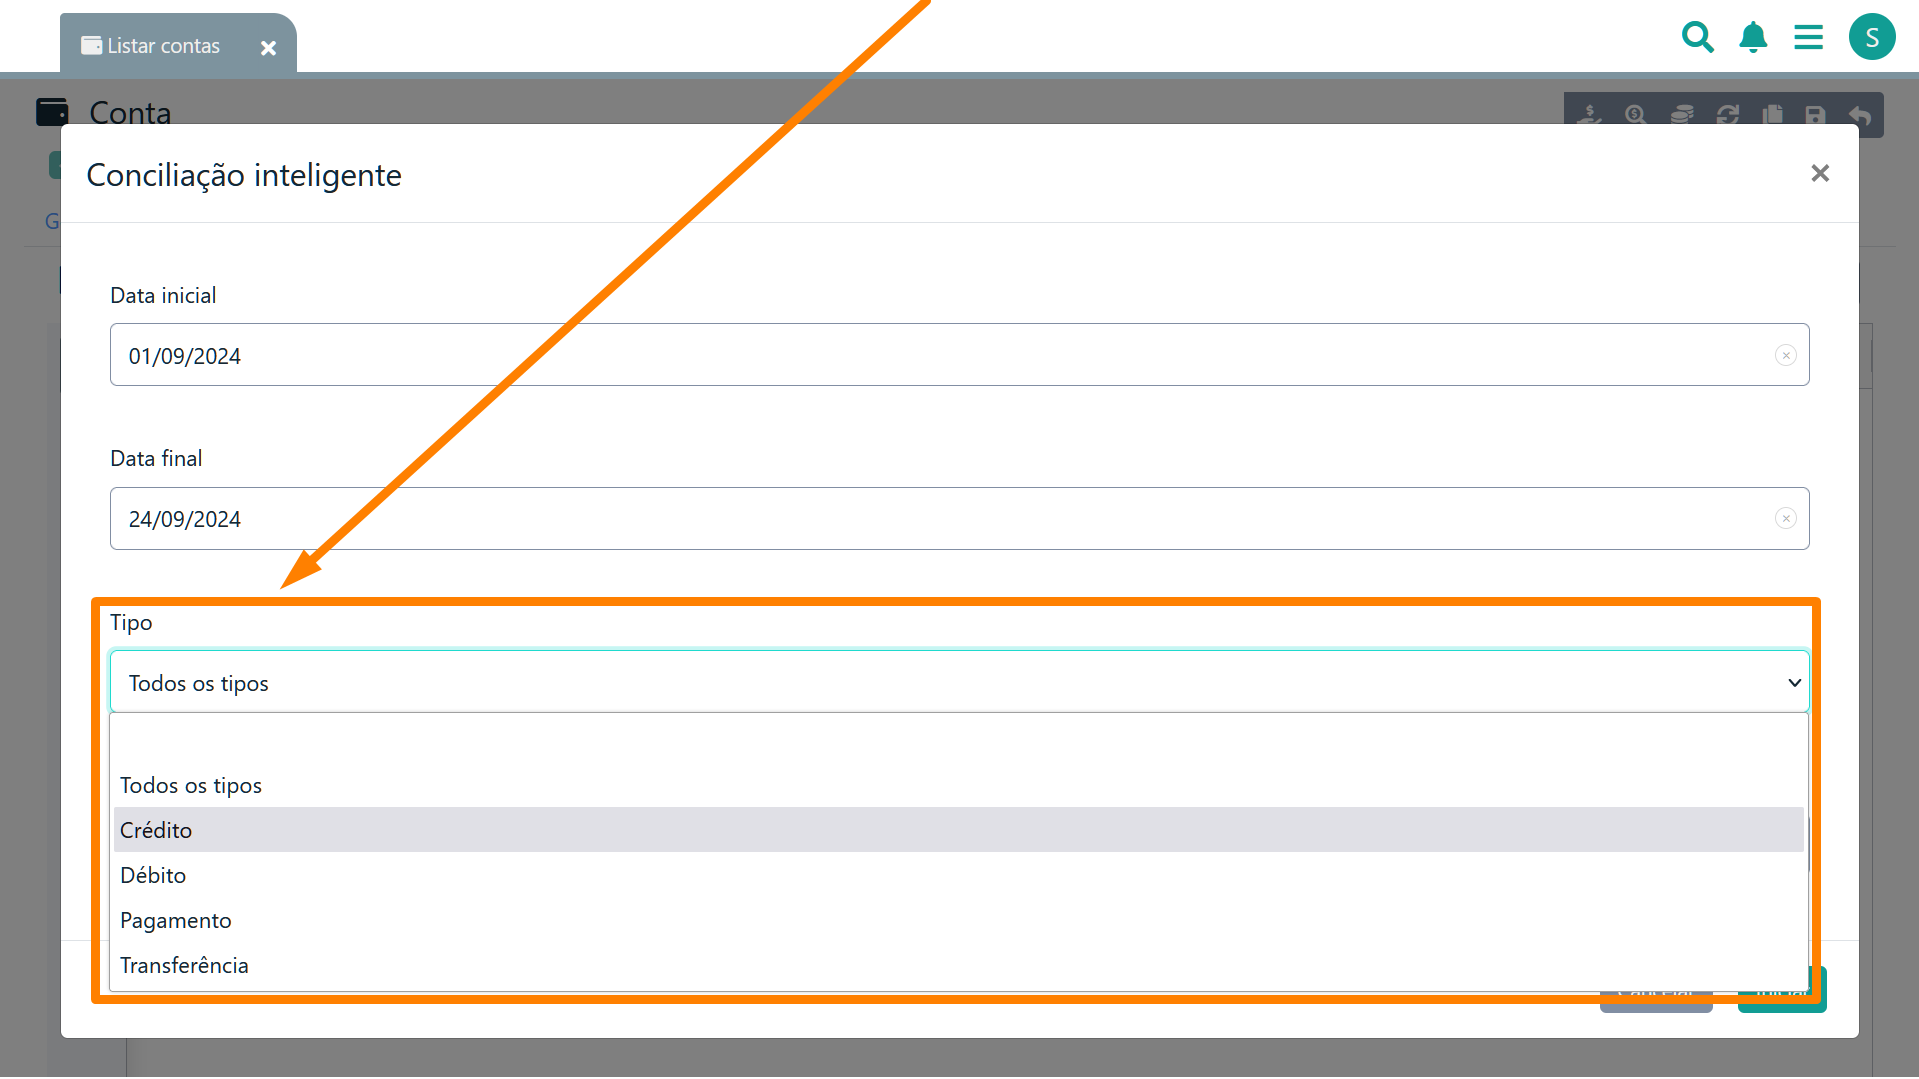 Listar contas
S
Conta
Conciliação inteligente
G
Data inicial
01/09/2024
Data final
24/09/2024
Tipo
Todos os tipos
Todos os tipos
Crédito
Débito
Pagamento
Transferência